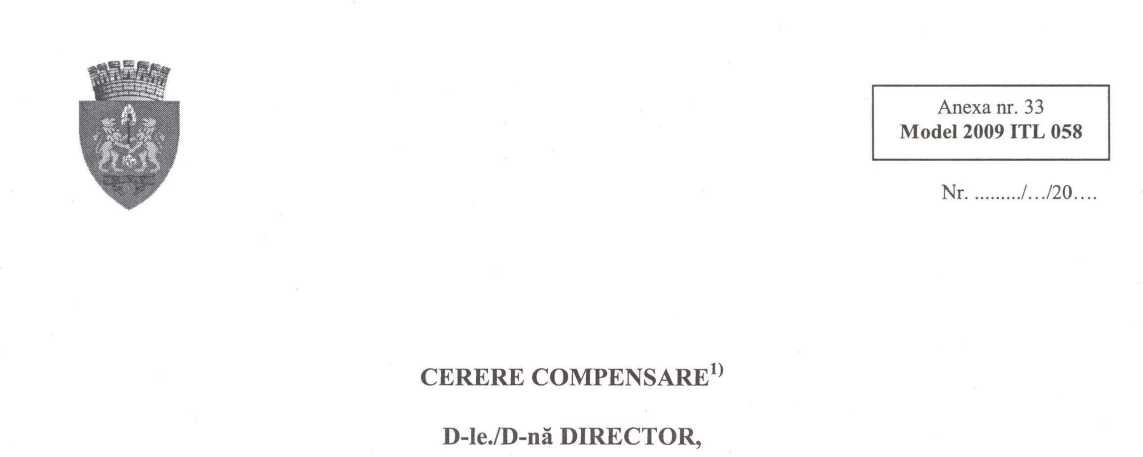 Anexa nr. 33
Model 2009 ITL 058
Nr. ........./…/20….
CERERE COMPENSARE1)
D-le./D-nă DIRECTOR,